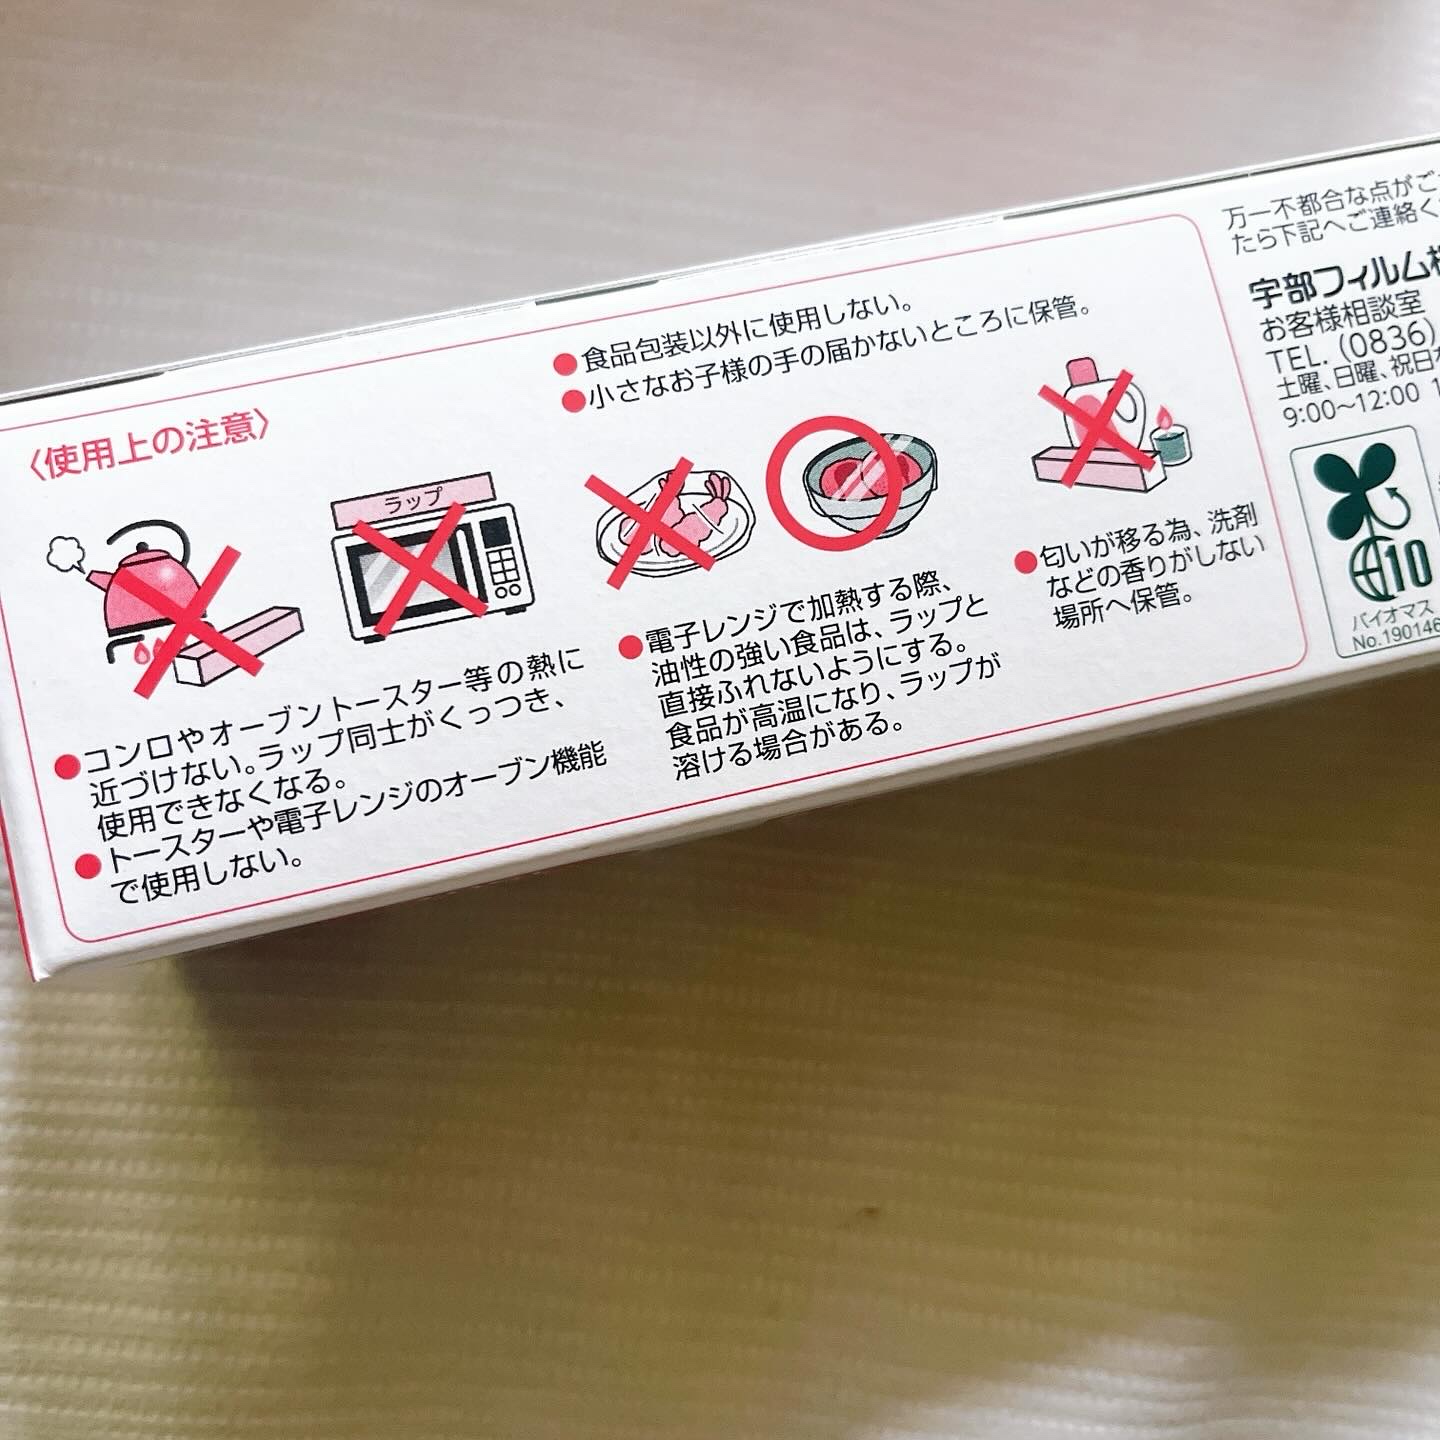 〈使用上の注意〉
●食品包装以外に使用しない。
●小さなお子様の手の届かないところに保管。
ラップ
●コンロやオーブントースター等の熱に
近づけない。ラップ同士がくっつき、
使用できなくなる。
●トースターや電子レンジのオーブン機能
で使用しない。
●電子レンジで加熱する際、
油性の強い食品は、ラップと
直接ふれないようにする。
食品が高温になり、ラップが
溶ける場合がある。
●匂いが移る為、洗剤
などの香りがしない
場所へ保管。
万一不都合な点がご
たら下記へご連絡く
宇部フィルム
お客様相談室
TEL. (0836)
土曜、日曜、祝日
9:00〜12:00 1
10
バイオマス
No.190146